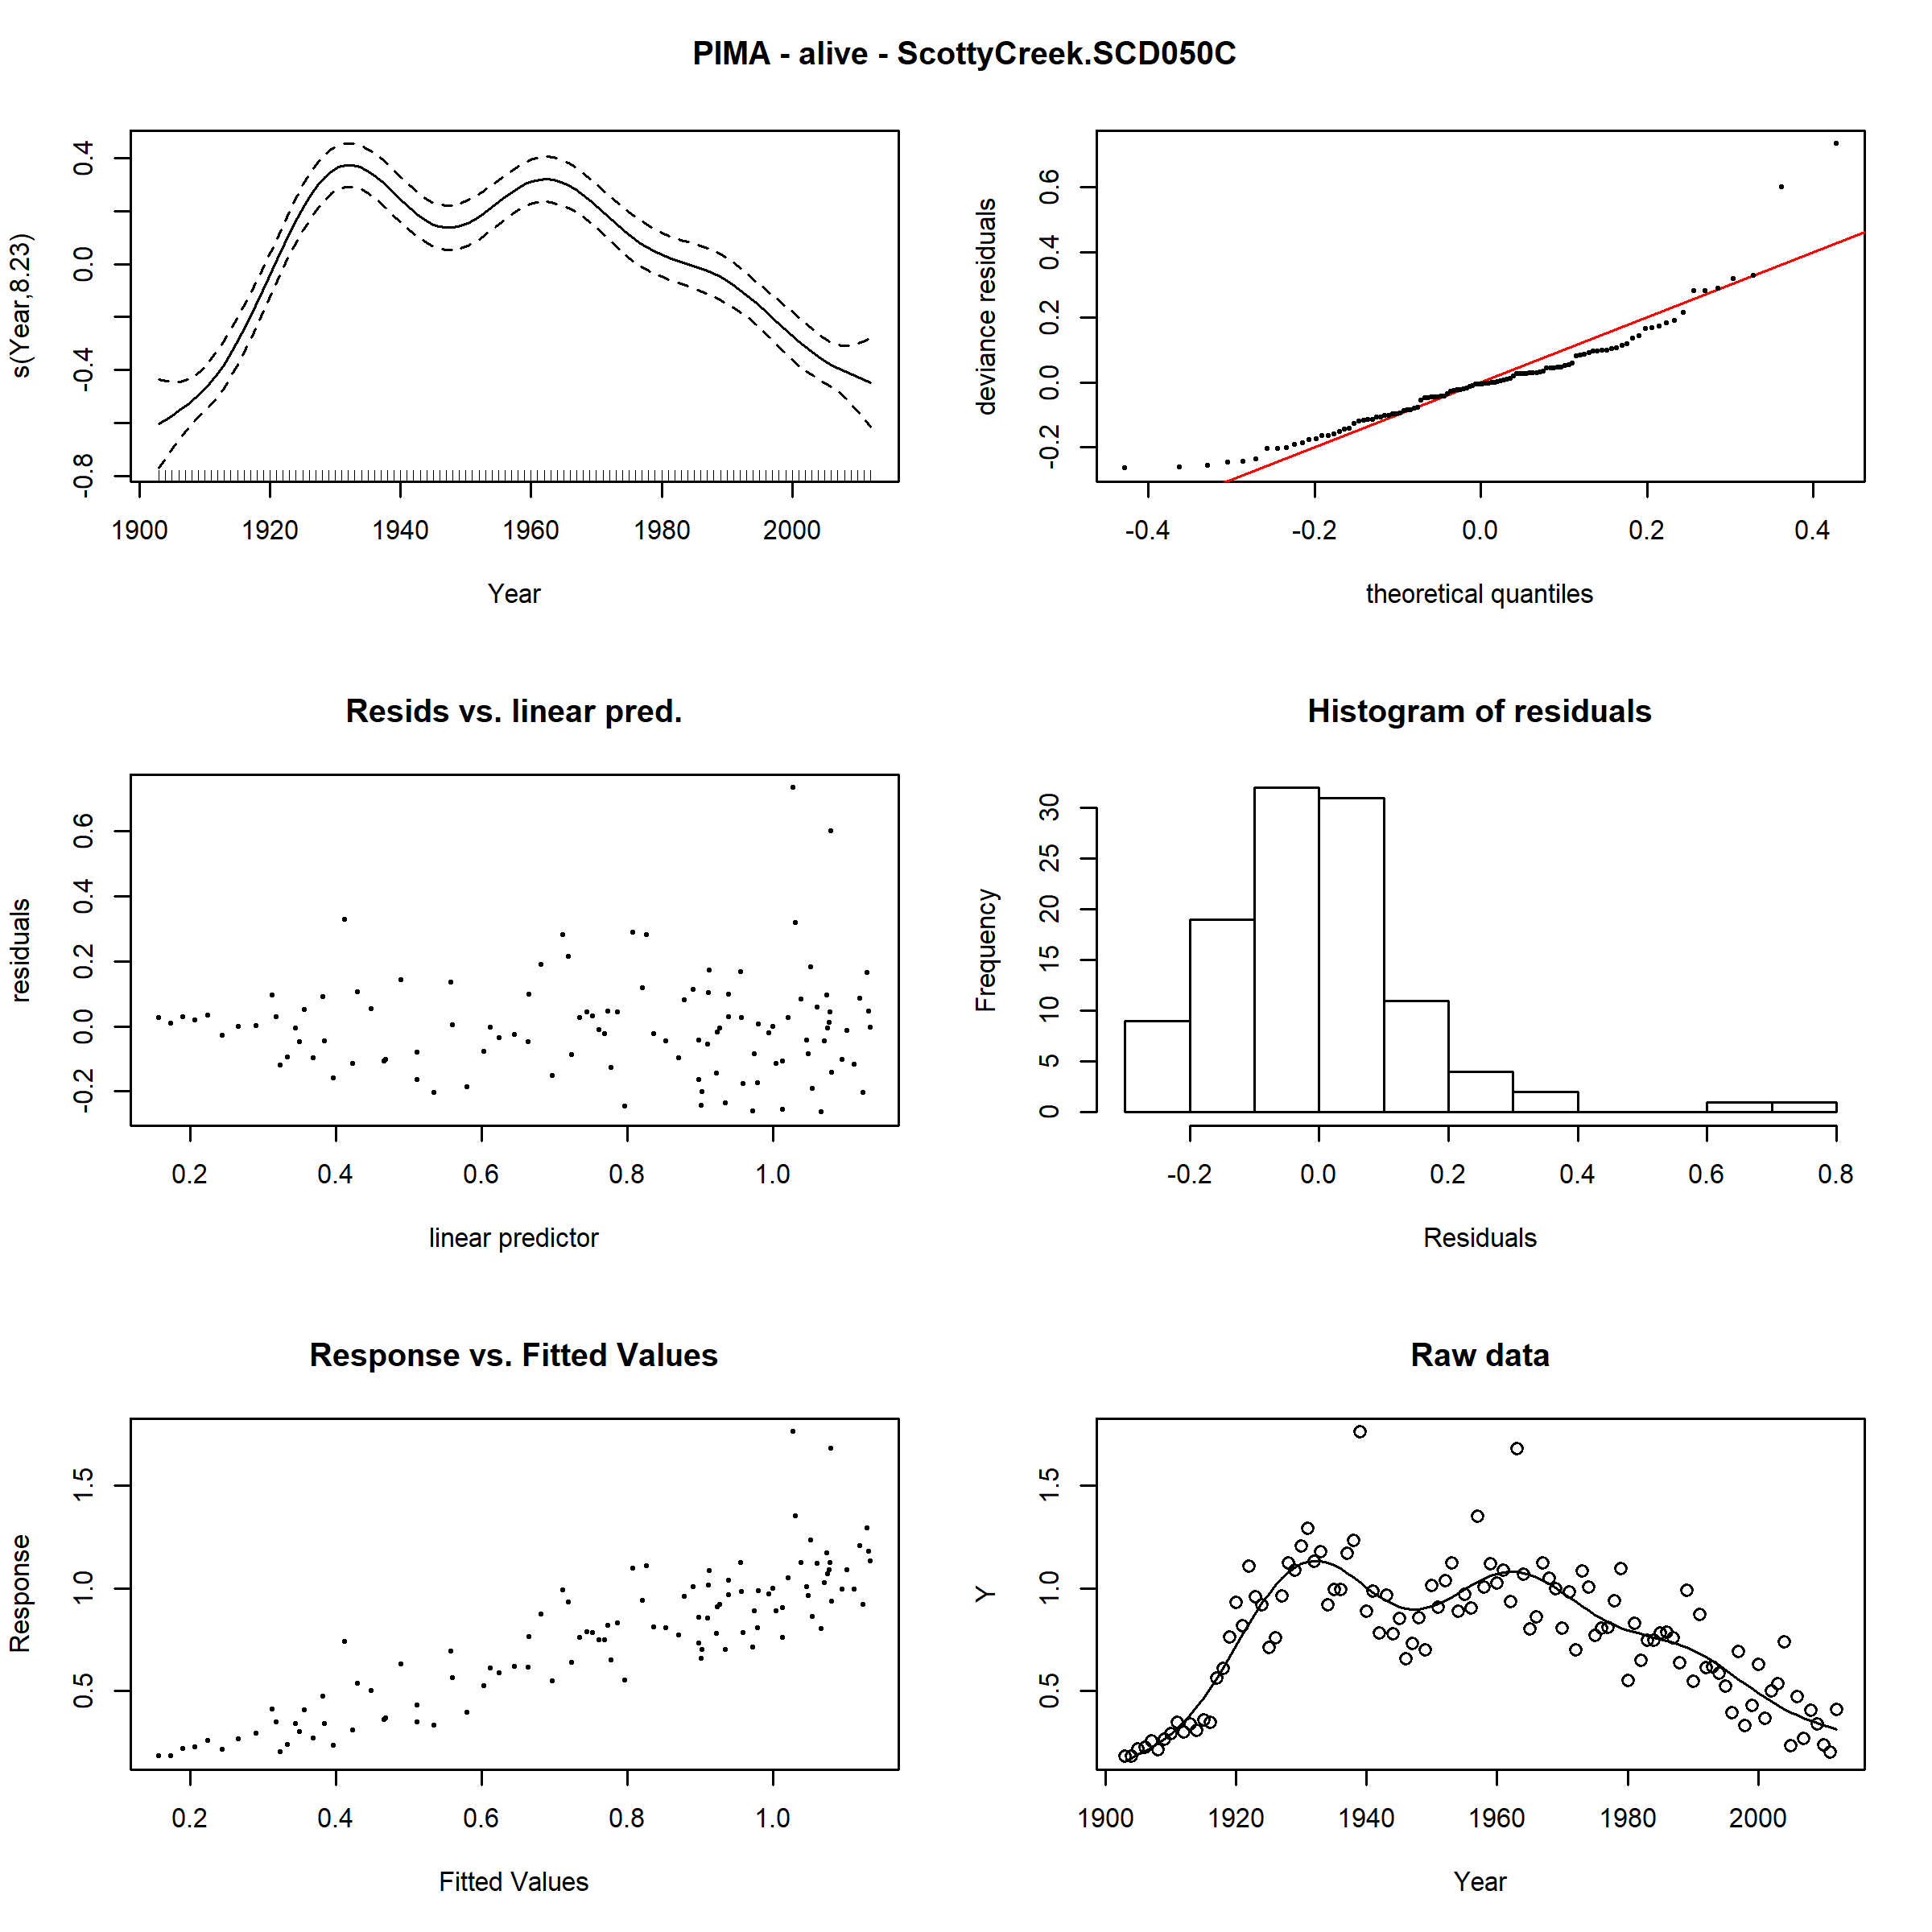 PIMA - alive - ScottyCreek.SCD050C
s(Year,8.23)
-0.8 -0.4 0.0 0.4
1900 1920 1940 1960 1980 2000
Year
deviance residuals
-0.2 0.0 0.2 0.4 0.6
-0.4 -0.2 0.0 0.2 0.4
theoretical quantiles
Resids vs. linear pred.
residuals
-0.2 0.0 0.2 0.4 0.6
0.2 0.4 0.6 0.8 1.0
linear predictor
Histogram of residuals
Frequency
0 5 10 15 20 25 30
-0.2 0.0 0.2 0.4 0.6 0.8
Residuals
Response vs. Fitted Values
Response
0.5 1.0 1.5
0.2 0.4 0.6 0.8 1.0
Fitted Values
Raw data
Y
0.5 1.0 1.5
1900 1920 1940 1960 1980 2000
Year